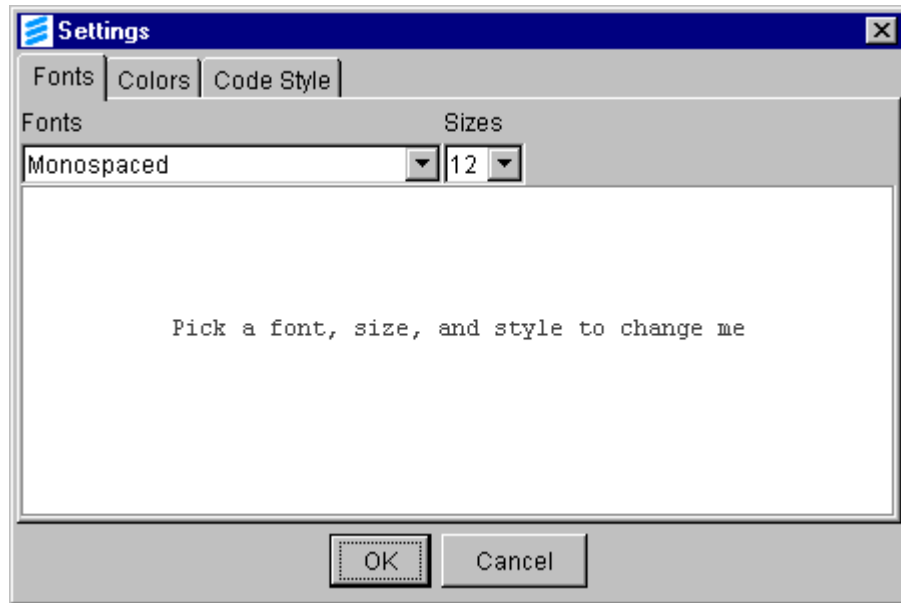 Settings
Fonts Colors Code Style
Fonts Sizes
Monospaced 12
Pick a font, size, and style to change me
OK Cancel